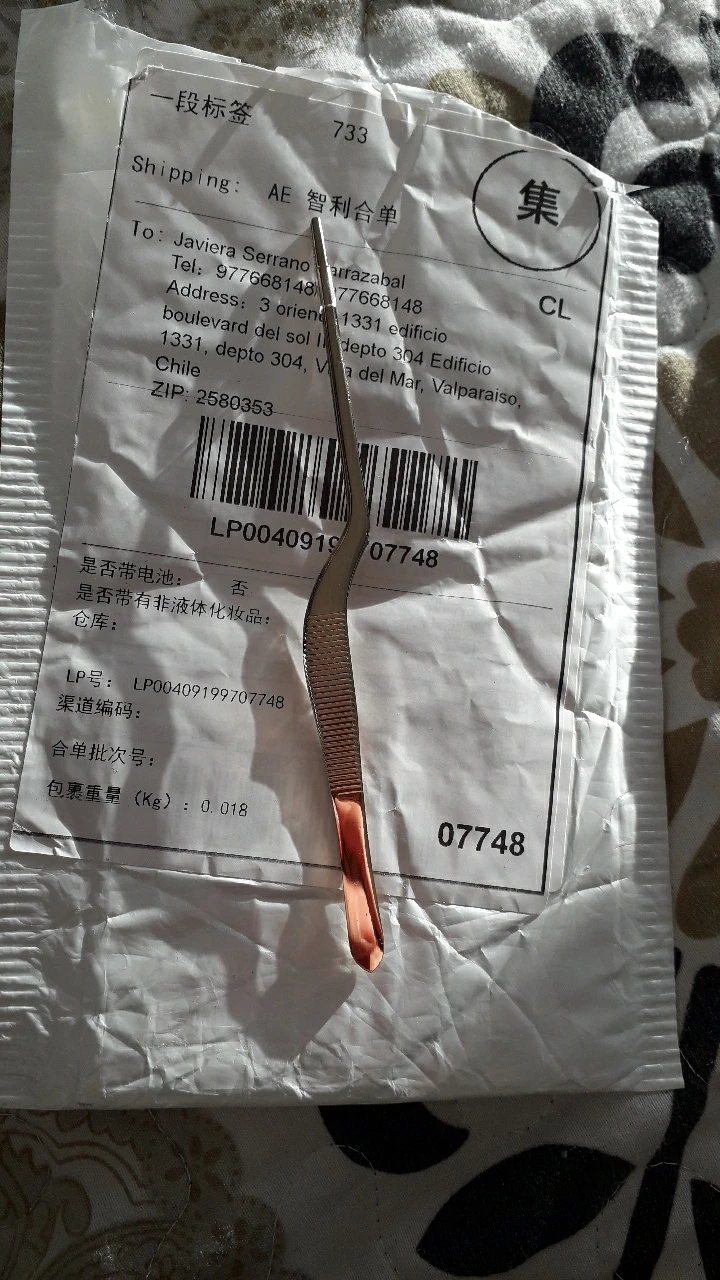 一段标签
733
集
Shipping: AE 智利合单
CL
To: Javiera Serrano arrazabal
Tel: 977668148 977668148
Address: 3 orien 1331 edificio
boulevard del sol depto 304 Edificio
1331, depto 304, V a del Mar, Valparaiso,
Chile
ZIP: 2580353
LP0040919 707748
是否带电池: 否
是否带有非液体化妆品:
仓库:
LP号: LP00409199707748
渠道编码:
合单批次号:
包裹重量 (Kg): 0.018
07748